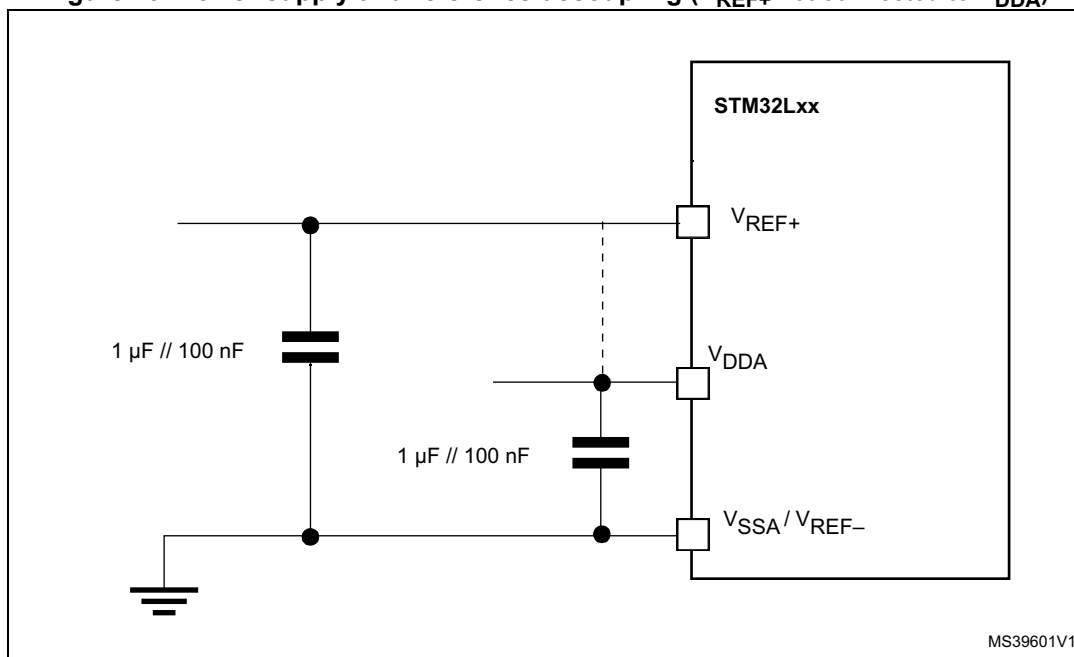 STM32Lxx
VREF+
VDDA
1 µF // 100 nF
1 µF // 100 nF
VSSA / VREF–
MS39601V1